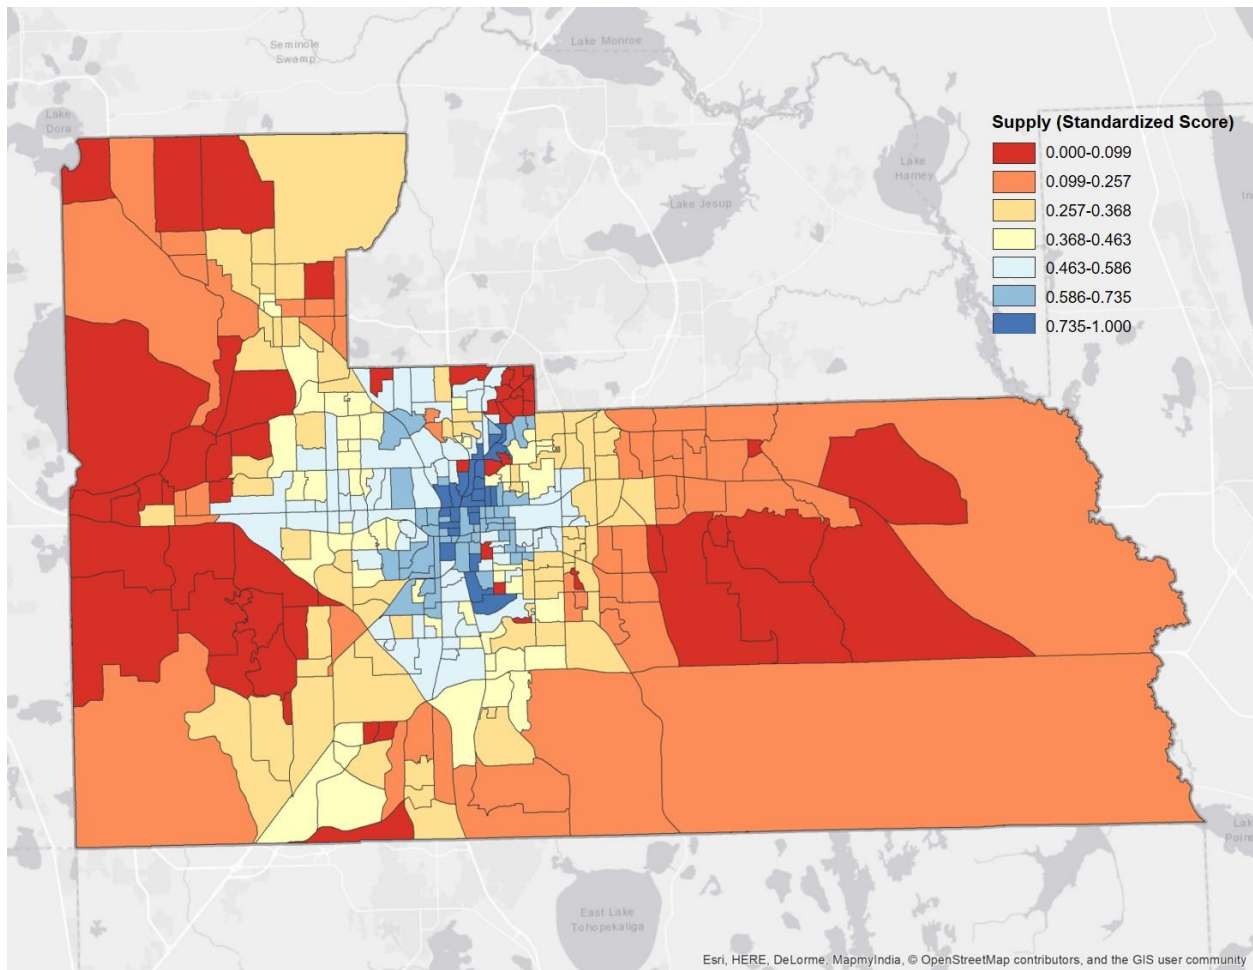 Seminole
Swamp
Lake Monroe
Lake
Dora
Supply (Standardized Score)
0.000-0.099
0.099-0.257
0.257-0.368
0.368-0.463
0.463-0.586
0.586-0.735
0.735-1.000
Lake
Harney
Lake Jesup
East Lake
Tohopekaliga
Esri, HERE, DeLorme, MapmyIndia, © OpenStreetMap contributors, and the GIS user community